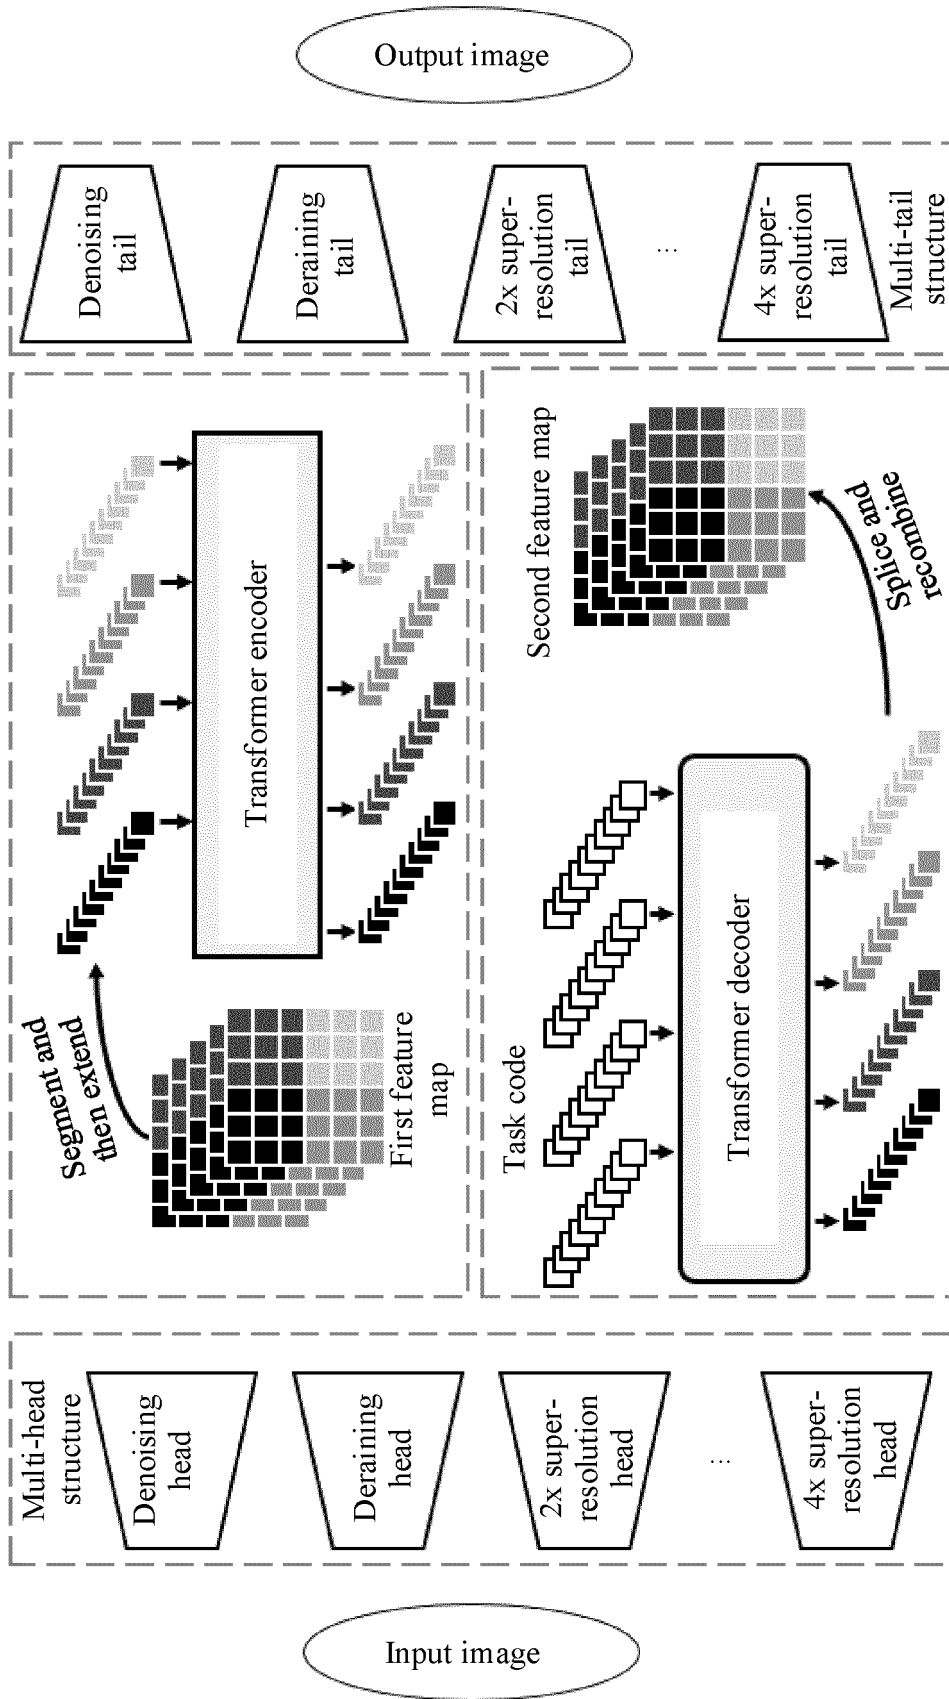 Output image
Denoising
tail
Deraining
tail
2x super-
resolution
tail
...
4x super-
resolution
tail
Multi-tail
structure
Segment and
then extend
First feature
map
Transformer encoder
Task code
Transformer decoder
Second feature map
Splice and
recombine
Multi-head
structure
Denoising
head
Deraining
head
2x super-
resolution
head
...
4x super-
resolution
head
Input image